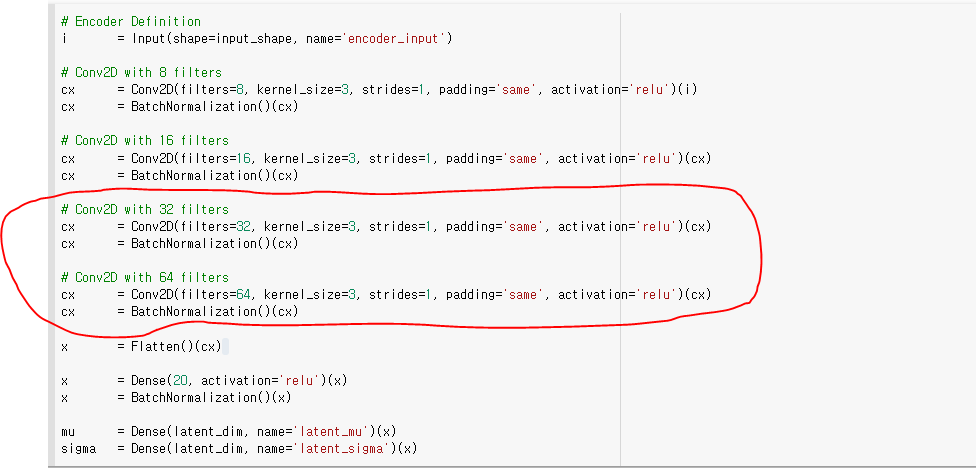 # Encoder Definition
i       = Input(shape=input_shape, name='encoder_input')
# Conv2D with 8 filters
cx      = Conv2D(filters=8, kernel_size=3, strides=1, padding='same', activation='relu')(i)
cx      = BatchNormalization()(cx)
# Conv2D with 16 filters
cx      = Conv2D(filters=16, kernel_size=3, strides=1, padding='same', activation='relu')(cx)
cx      = BatchNormalization()(cx)
# Conv2D with 32 filters
cx      = Conv2D(filters=32, kernel_size=3, strides=1, padding='same', activation='relu')(cx)
cx      = BatchNormalization()(cx)
# Conv2D with 64 filters
cx      = Conv2D(filters=64, kernel_size=3, strides=1, padding='same', activation='relu')(cx)
cx      = BatchNormalization()(cx)
x       = Flatten()(cx)
x       = Dense(20, activation='relu')(x)
x       = BatchNormalization()(x)
mu      = Dense(latent_dim, name='latent_mu')(x)
sigma   = Dense(latent_dim, name='latent_sigma')(x)